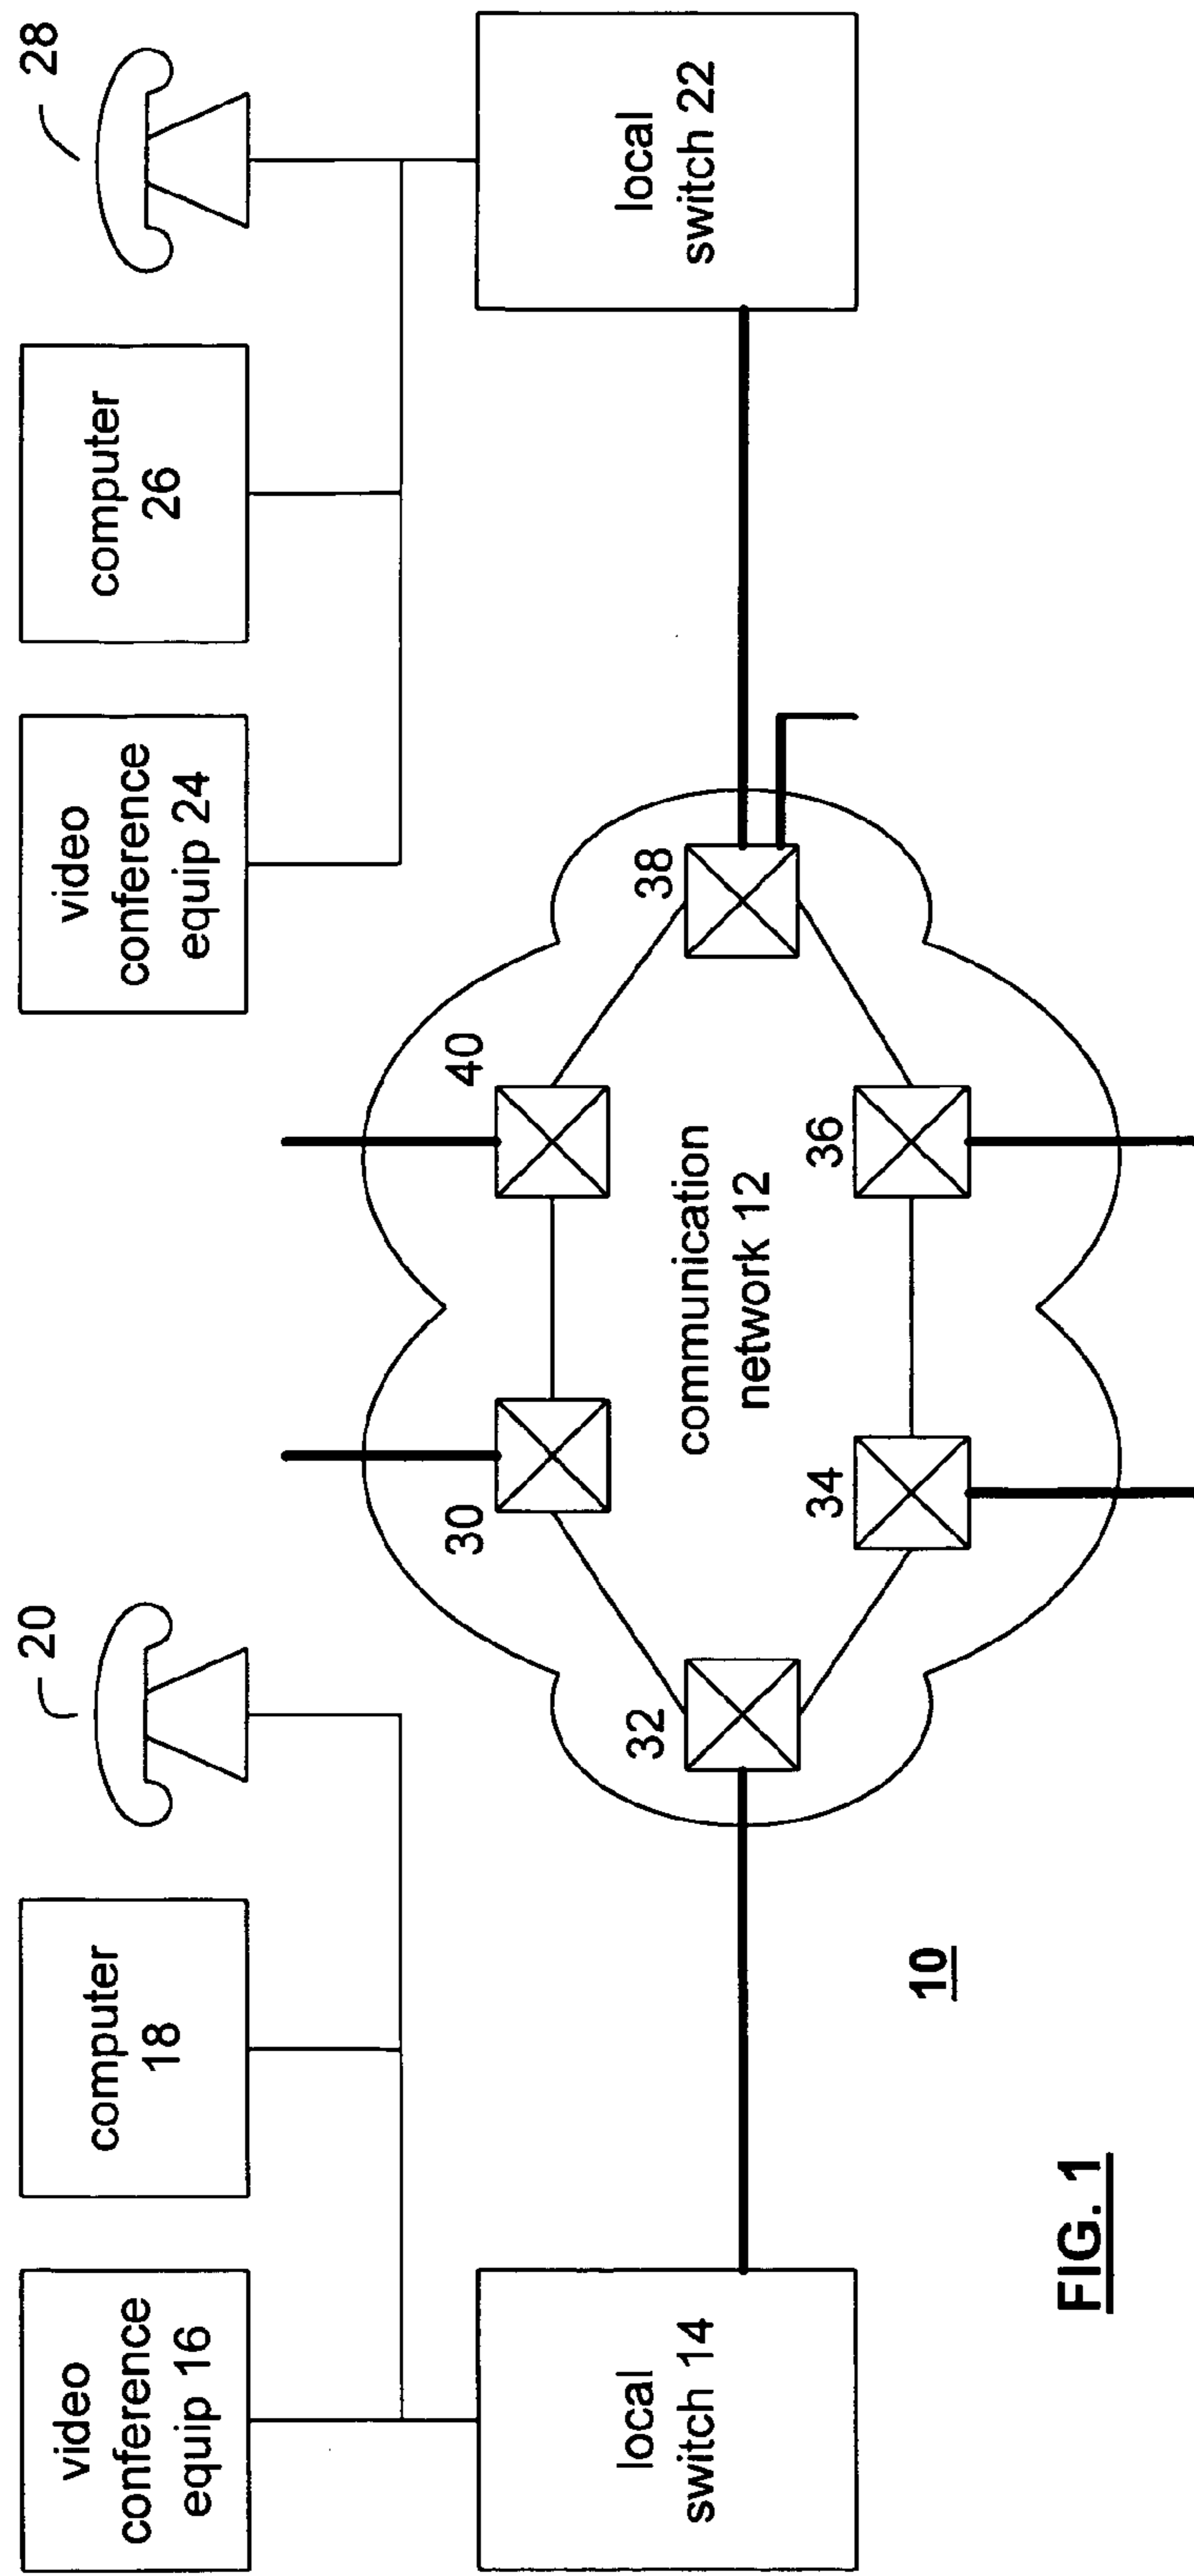 video
conference
equip 16
computer
18
20
video
conference
equip 24
computer
26
28
local
switch 14
30
40
32
38
communication
network 12
34
36
local
switch 22
10
FIG. 1